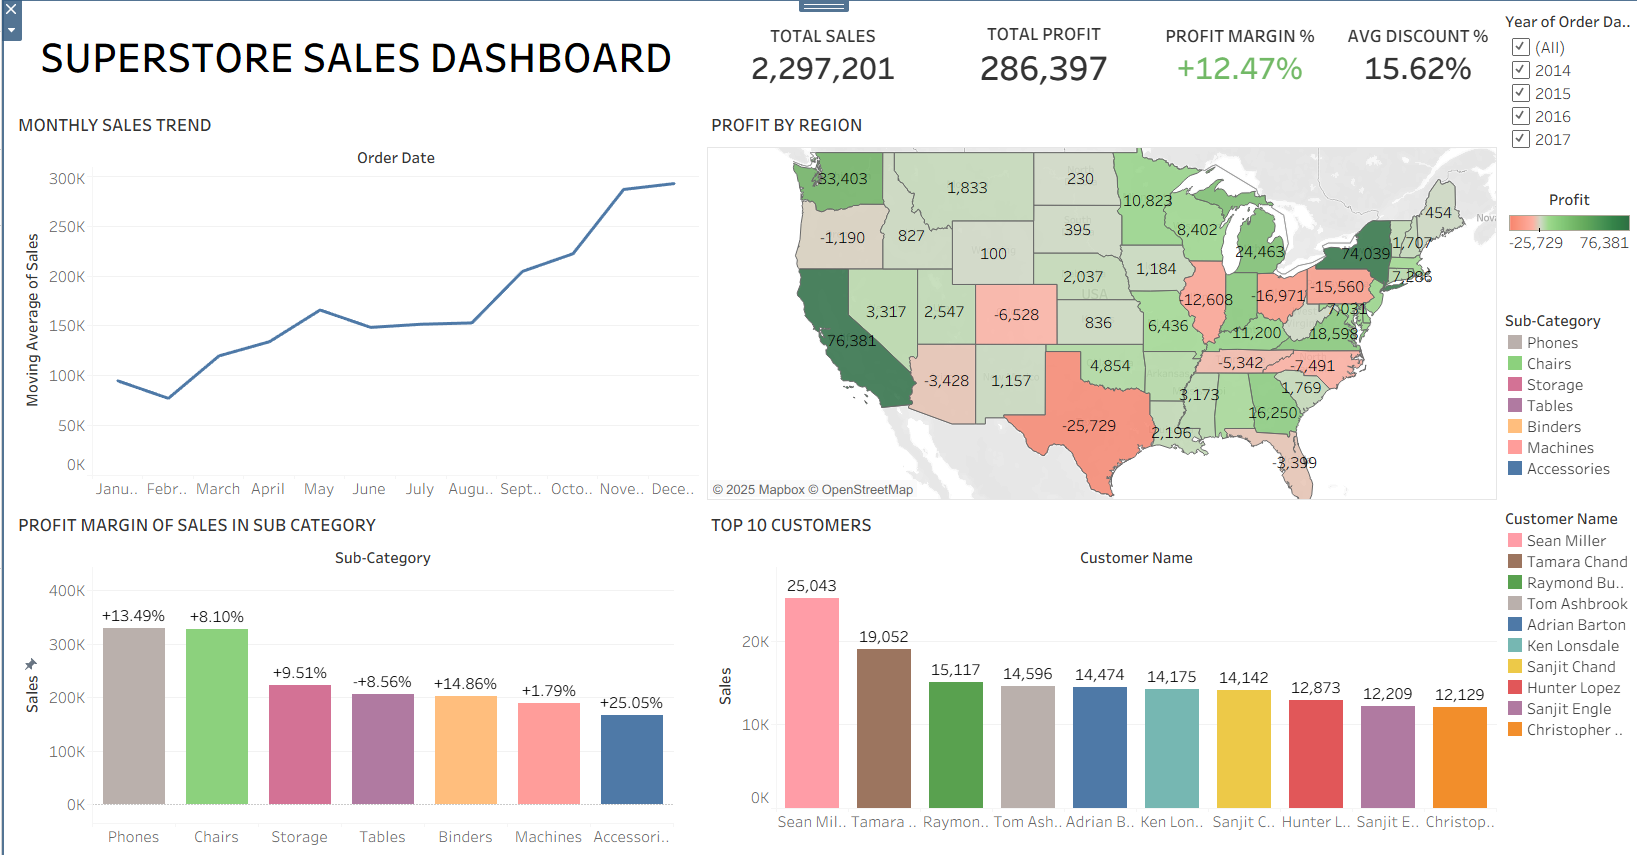 SUPERSTORE SALES DASHBOARD
TOTAL SALES
2,297,201
TOTAL PROFIT
286,397
PROFIT MARGIN %
+12.47%
AVG DISCOUNT %
15.62%
Year of Order Da..
(All)
2014
2015
2016
2017
MONTHLY SALES TREND
Order Date
Moving Average of Sales
300K
250K
200K
150K
100K
50K
0K
Janu..
Febr..
March
April
May
June
July
Augu..
Sept..
Octo..
Nove..
Dece..
PROFIT BY REGION
33,403
1,833
230
10,823
454
-1,190
827
395
8,402
1,707
100
24,463
74,039
2,037
1,184
7,286
USA
3,317
2,547
-6,528
836
6,436
-12,608
-16,971
-15,560
7,031
76,381
11,200
18,598
-3,428
1,157
4,854
-5,342
-7,491
3,173
1,769
16,250
-25,729
2,196
-3,399
Nova
© 2025 Mapbox © OpenStreetMap
Profit
-25,729
76,381
Sub-Category
Phones
Chairs
Storage
Tables
Binders
Machines
Accessories
PROFIT MARGIN OF SALES IN SUB CATEGORY
Sub-Category
Sales
400K
300K
200K
100K
0K
+13.49%
+8.10%
+9.51%
-+8.56%
+14.86%
+1.79%
+25.05%
Phones
Chairs
Storage
Tables
Binders
Machines
Accessori..
TOP 10 CUSTOMERS
Customer Name
Sales
20K
10K
0K
25,043
19,052
15,117
14,596
14,474
14,175
14,142
12,873
12,209
12,129
Sean Mil..
Tamara ..
Raymon..
Tom Ash..
Adrian B..
Ken Lon..
Sanjit C..
Hunter L..
Sanjit E..
Christop..
Customer Name
Sean Miller
Tamara Chand
Raymond Bu..
Tom Ashbrook
Adrian Barton
Ken Lonsdale
Sanjit Chand
Hunter Lopez
Sanjit Engle
Christopher ..